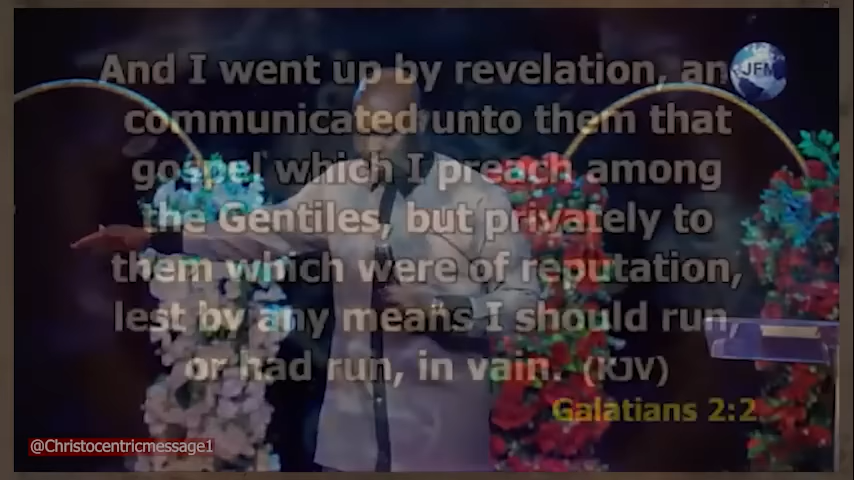 And I went up by revelation, an
JFM
communicated unto them that
gospel which I preach among
the Gentiles, but privately to
them which were of reputation,
lest by any means I should run,
or had run, in vain. (KJV)
Galatians 2:2
@Christocentricmessage1